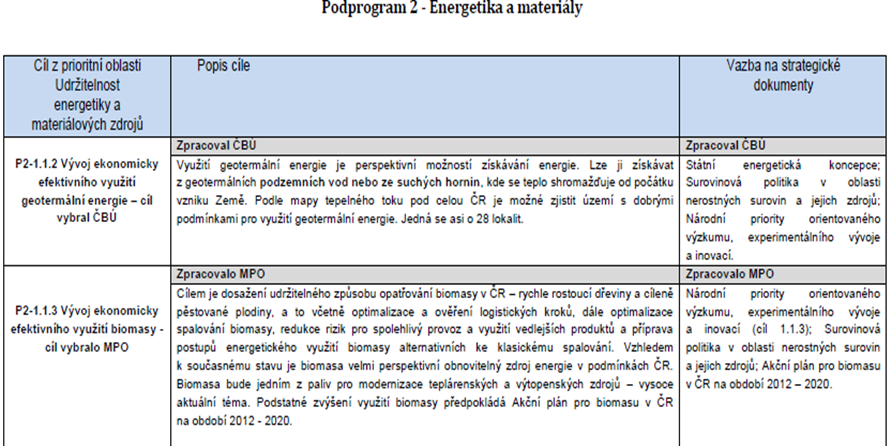 Podprogram 2 - Energetika a materiály
Cíl z prioritní oblasti
Udržitelnost
energetiky a
materiálových zdrojů
Popis cíle
Vazba na strategické
dokumenty
P2-1.1.2 Vývoj ekonomicky
efektivního využití
geotermální energie – cíl
vybral ČBÚ
Zpracoval ČBÚ
Využití geotermální energie je perspektivní možností získávání energie. Lze ji získávat
z geotermálních podzemních vod nebo ze suchých hornin, kde se teplo shromažďuje od počátku
vzniku Země. Podle mapy tepelného toku pod celou ČR je možné zjistit území s dobrými
podmínkami pro využití geotermální energie. Jedná se asi o 28 lokalit.
Zpracoval ČBÚ
Státní energetická koncepce;
Surovinová politika v oblasti
nerostných surovin a jejich zdrojů;
Národní priority orientovaného
výzkumu, experimentálního vývoje
a inovací.
P2-1.1.3 Vývoj ekonomicky
efektivního využití biomasy -
cíl vybralo MPO
Zpracovalo MPO
Cílem je dosažení udržitelného způsobu opatřování biomasy v ČR – rychle rostoucí dřeviny a cíleně
pěstované plodiny, a to včetně optimalizace a ověření logistických kroků, dále optimalizace
spalování biomasy, redukce rizik pro spolehlivý provoz a využití vedlejších produktů a příprava
postupů energetického využití biomasy alternativních ke klasickému spalování. Vzhledem
k současnému stavu je biomasa velmi perspektivní obnovitelný zdroj energie v podmínkách ČR.
Biomasa bude jedním z paliv pro modernizace teplárenských a výtopenských zdrojů – vysoce
aktuální téma. Podstatné zvýšení využití biomasy předpokládá Akční plán pro biomasu v ČR
na období 2012 - 2020.
Zpracovalo MPO
Národní priority orientovaného
výzkumu, experimentálního vývoje
a inovací (cíl 1.1.3); Surovinová
politika v oblasti nerostných surovin
a jejich zdrojů; Akční plán pro biomasu
v ČR na období 2012 – 2020.